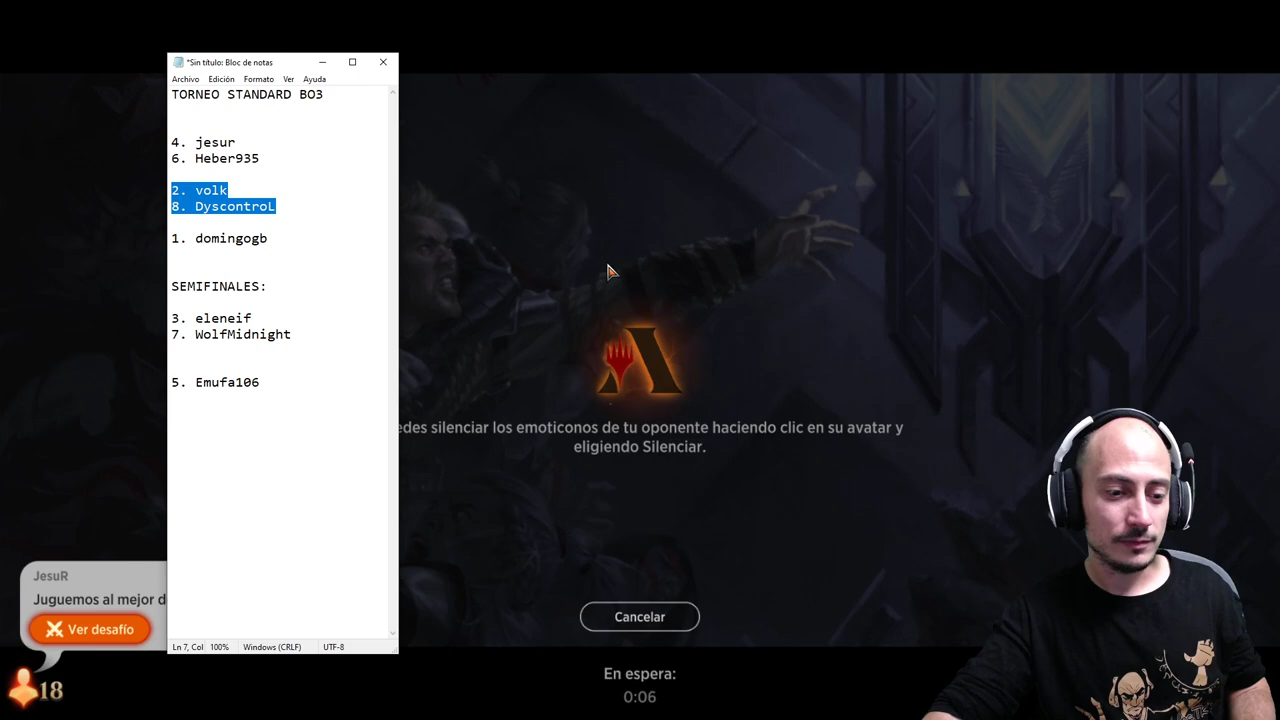 *Sin título: Bloc de notas
Archivo Edición Formato Ver Ayuda
TORNEO STANDARD BO3
4. jesur
6. Heber935
2. volk
8. DyscontroL
1. domingogb
SEMIFINALES:
3. eleneif
7. WolfMidnight
5. Emufa106
Ln 7, Col 100% Windows (CRLF) UTF-8
edes silenciar los emoticonos de tu oponente haciendo clic en su avatar y
eligiendo Silenciar.
JesuR
Juguemos al mejor d
Ver desafío
18
Cancelar
En espera:
0:06